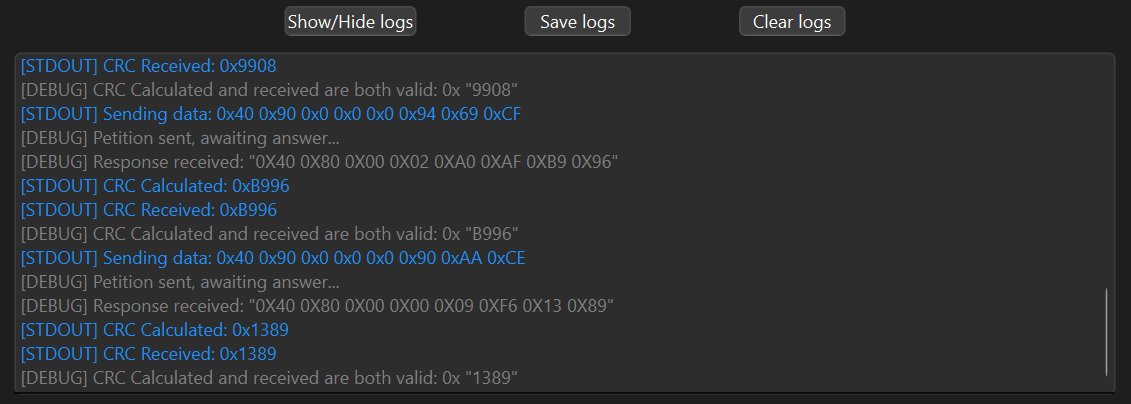 Show/Hide logs Save logs Clear logs
[STDOUT] CRC Received: 0x9908
[DEBUG] CRC Calculated and received are both valid: 0x "9908"
[STDOUT] Sending data: 0x40 0x90 0x0 0x0 0x0 0x94 0x69 0xCF
[DEBUG] Petition sent, awaiting answer...
[DEBUG] Response received: "0X40 0X80 0X00 0X02 0XA0 0XAF 0XB9 0X96"
[STDOUT] CRC Calculated: 0xB996
[STDOUT] CRC Received: 0xB996
[DEBUG] CRC Calculated and received are both valid: 0x "B996"
[STDOUT] Sending data: 0x40 0x90 0x0 0x0 0x0 0x90 0xAA 0xCE
[DEBUG] Petition sent, awaiting answer...
[DEBUG] Response received: "0X40 0X80 0X00 0X00 0X09 0XF6 0X13 0X89"
[STDOUT] CRC Calculated: 0x1389
[STDOUT] CRC Received: 0x1389
[DEBUG] CRC Calculated and received are both valid: 0x "1389"